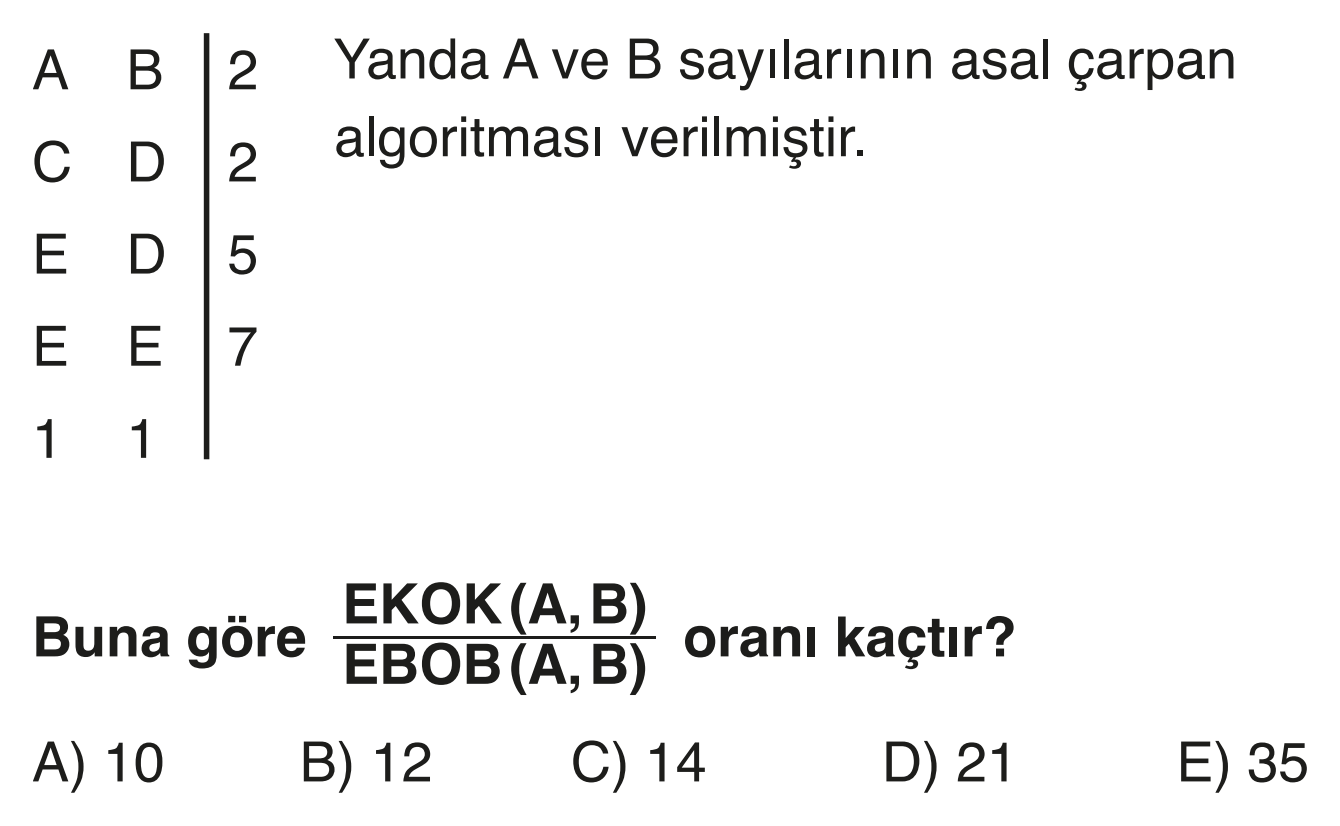 A B 2
C D 2
E D 5
E E 7
1 1
Yanda A ve B sayılarının asal çarpan
algoritması verilmiştir.
Buna göre EKOK (A, B) / EBOB (A, B) oranı kaçtır?
A) 10 B) 12 C) 14 D) 21 E) 35